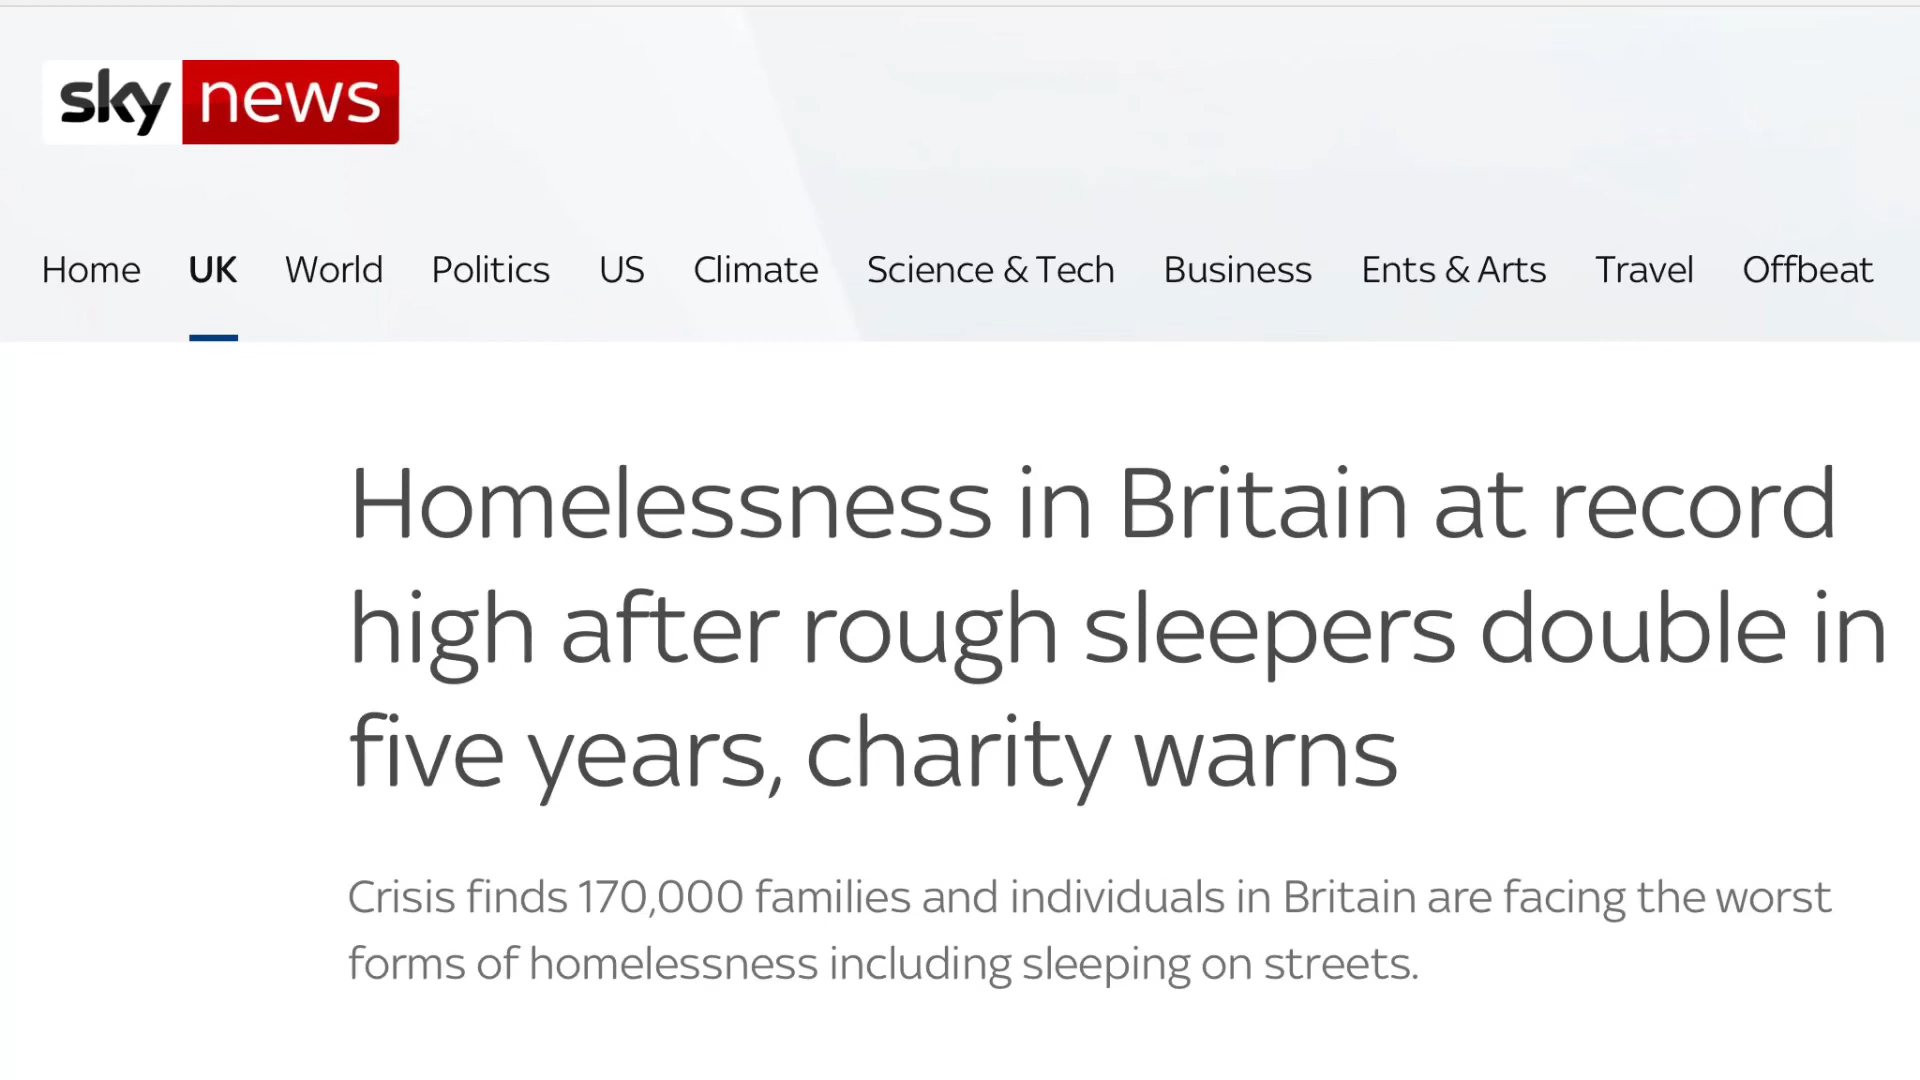 sky news
Home UK World Politics US Climate Science & Tech Business Ents & Arts Travel Offbeat
Homelessness in Britain at record
high after rough sleepers double in
five years, charity warns
Crisis finds 170,000 families and individuals in Britain are facing the worst
forms of homelessness including sleeping on streets.